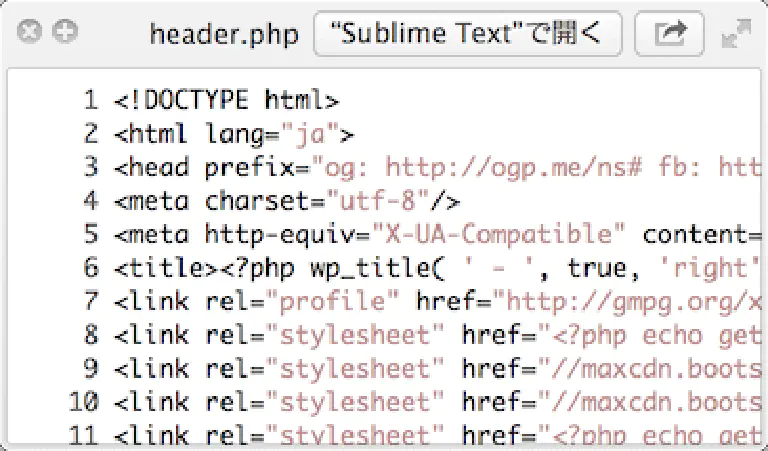 header.php “Sublime Text”で開く
1 <!DOCTYPE html>
2 <html lang="ja">
3 <head prefix="og: http://ogp.me/ns# fb: htt
4 <meta charset="utf-8"/>
5 <meta http-equiv="X-UA-Compatible" content=
6 <title><?php wp_title( ' - ', true, 'right'
7 <link rel="profile" href="http://gmpg.org/x
8 <link rel="stylesheet" href="<?php echo get
9 <link rel="stylesheet" href="//maxcdn.boots
10 <link rel="stylesheet" href="//maxcdn.boots
11 <link rel="stylesheet" href="<?php echo get